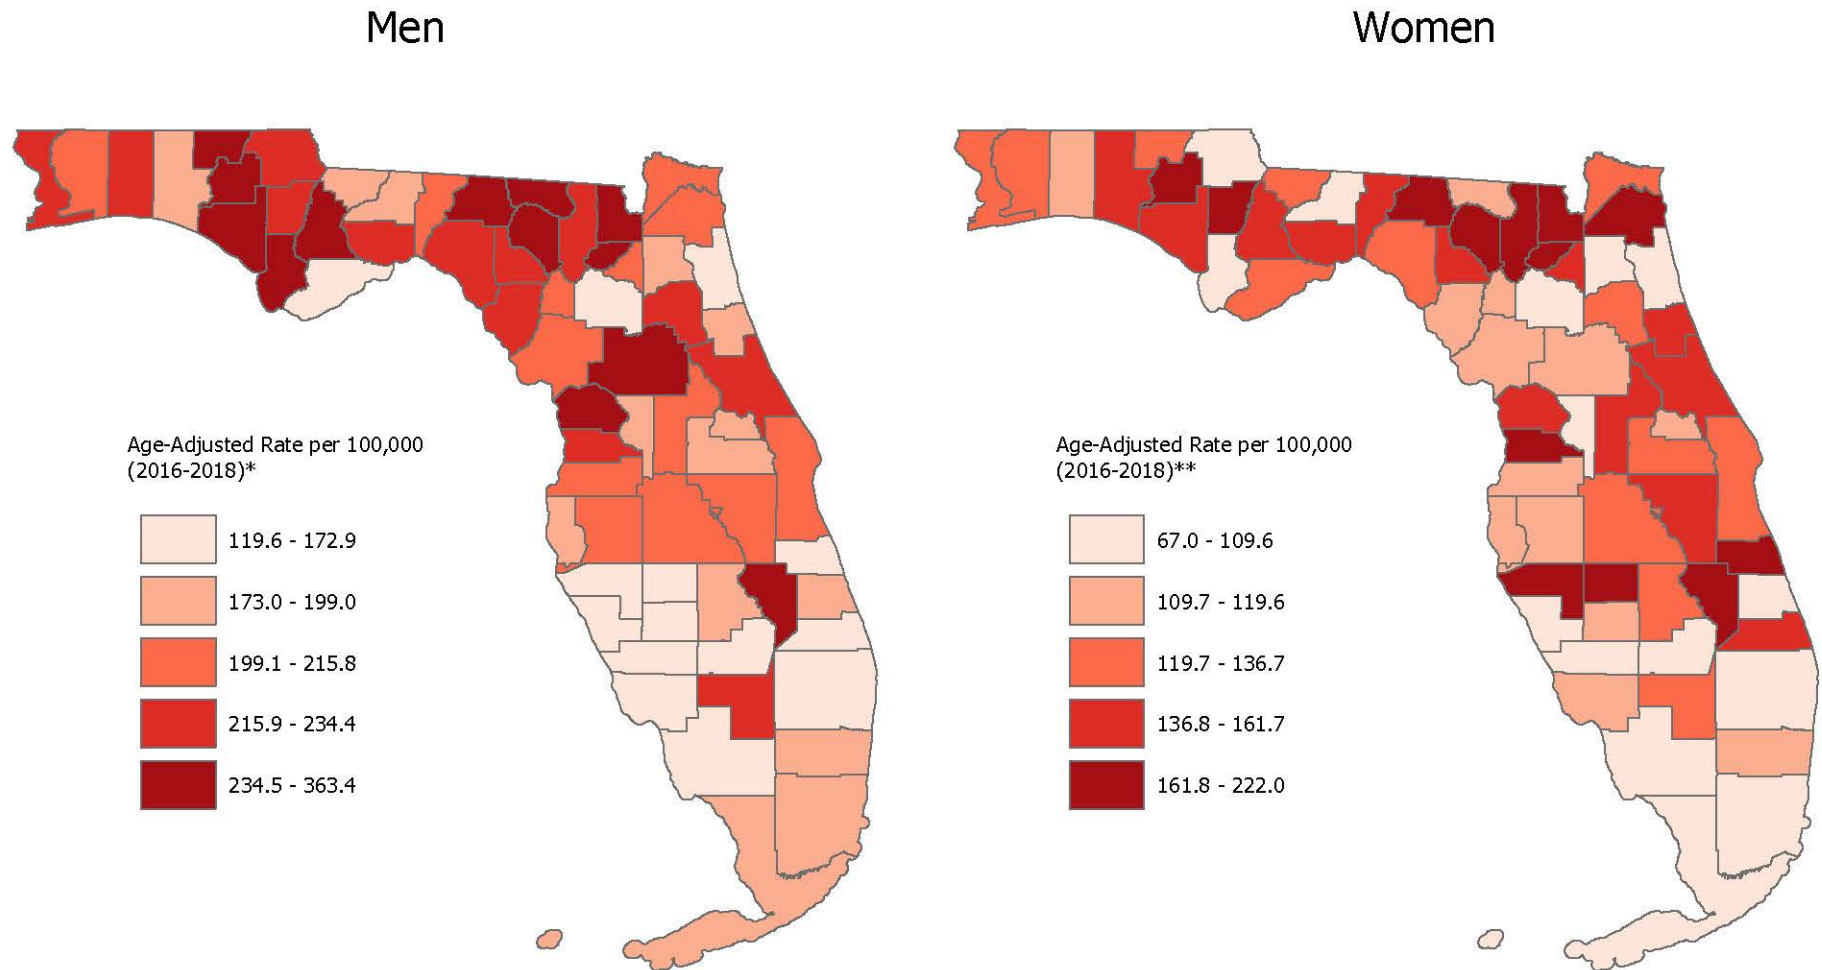 Men
Women
Age-Adjusted Rate per 100,000
(2016-2018)*
119.6 - 172.9
173.0 - 199.0
199.1 - 215.8
215.9 - 234.4
234.5 - 363.4
Age-Adjusted Rate per 100,000
(2016-2018)**
67.0 - 109.6
109.7 - 119.6
119.7 - 136.7
136.8 - 161.7
161.8 - 222.0